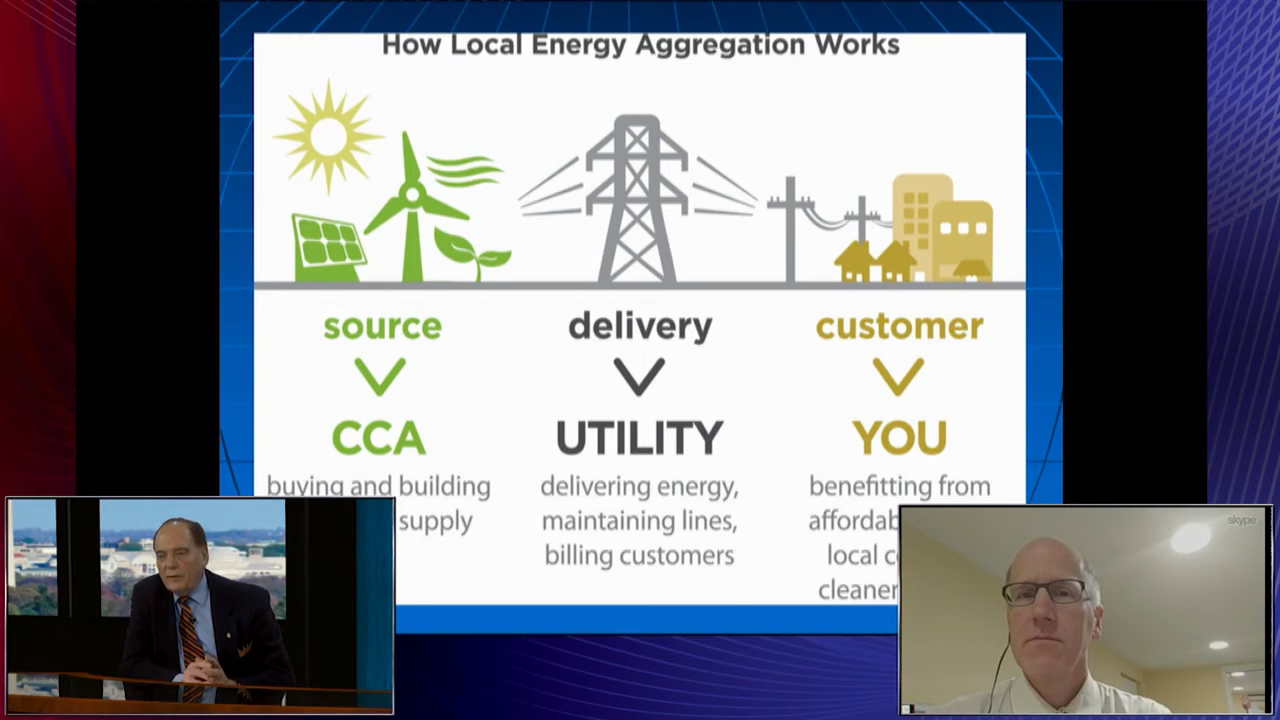 How Local Energy Aggregation Works
source
delivery
customer
CCA
UTILITY
YOU
buying and building
supply
delivering energy,
maintaining lines,
billing customers
benefitting from
local
cleaner
skype